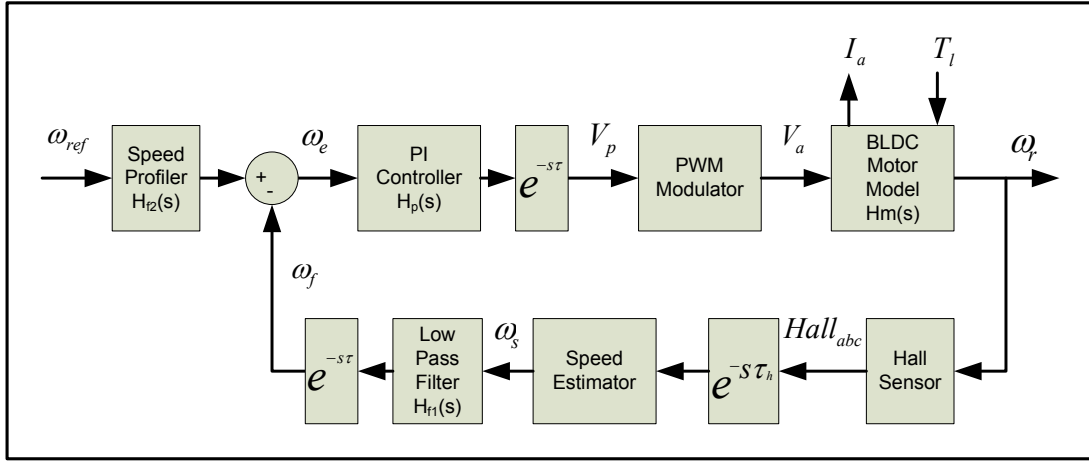 ω_ref
Speed
Profiler
H_f2(s)
+
-
ω_e
PI
Controller
H_p(s)
e^-sτ
V_p
PWM
Modulator
V_a
I_a
T_l
BLDC
Motor
Model
Hm(s)
ω_r
ω_f
e^-sτ
Low
Pass
Filter
H_f1(s)
ω_s
Speed
Estimator
e^-sτ_h
Hall_abc
Hall
Sensor